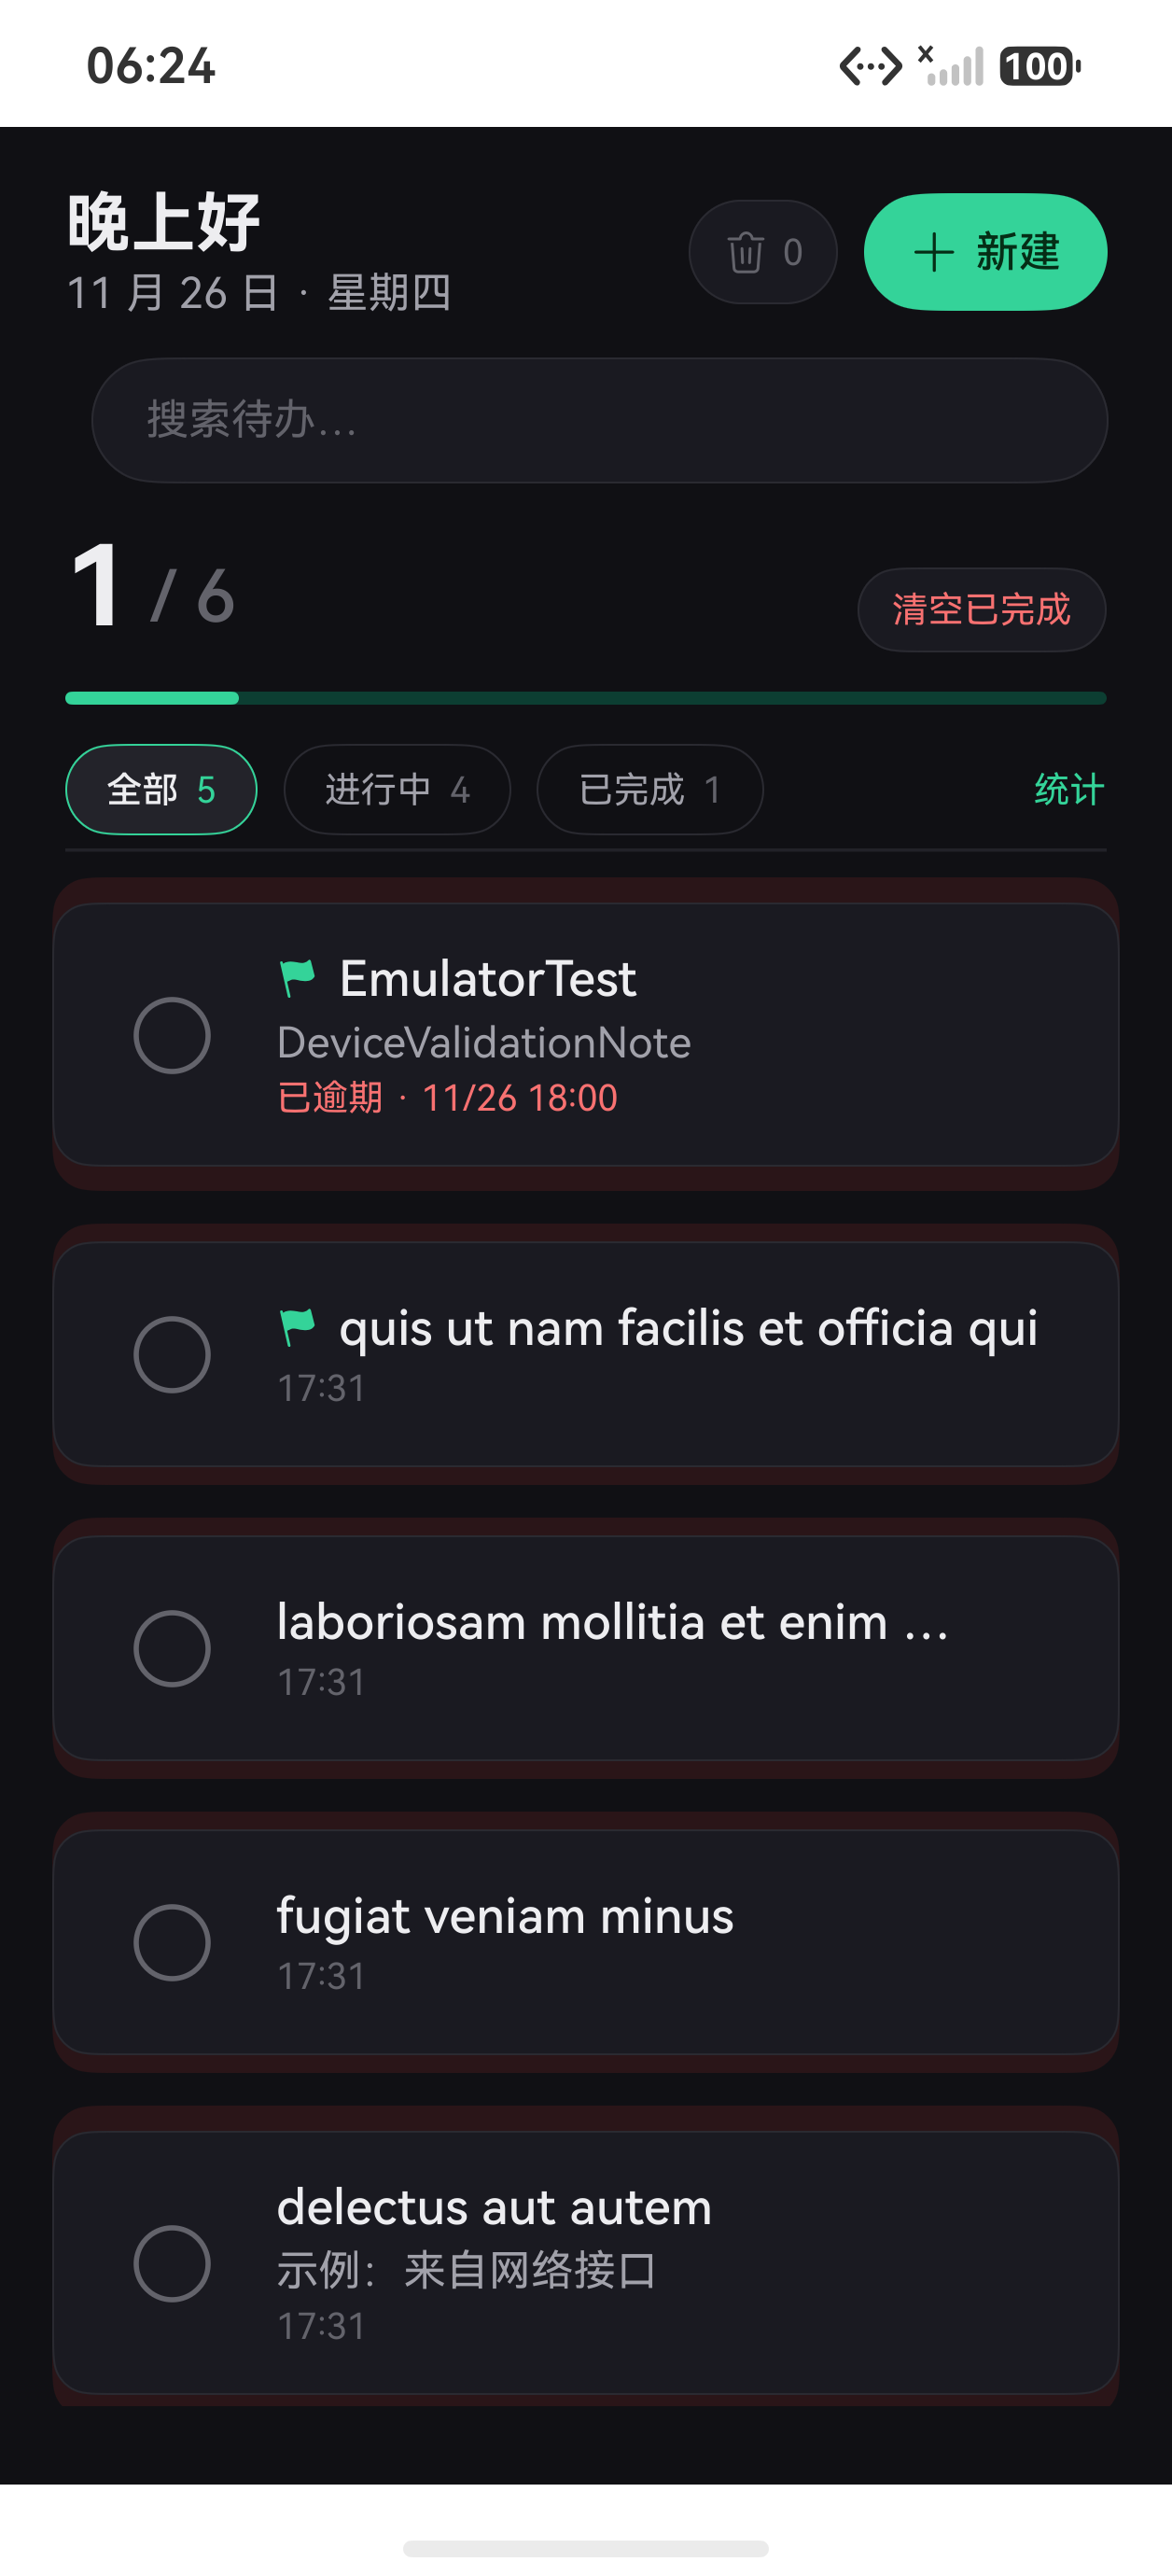 06:24
100
晚上好
11 月 26 日 · 星期四
0
新建
搜索待办…
1 / 6
清空已完成
全部 5
进行中 4
已完成 1
统计
EmulatorTest
DeviceValidationNote
已逾期 · 11/26 18:00
quis ut nam facilis et officia qui
17:31
laboriosam mollitia et enim …
17:31
fugiat veniam minus
17:31
delectus aut autem
示例：来自网络接口
17:31